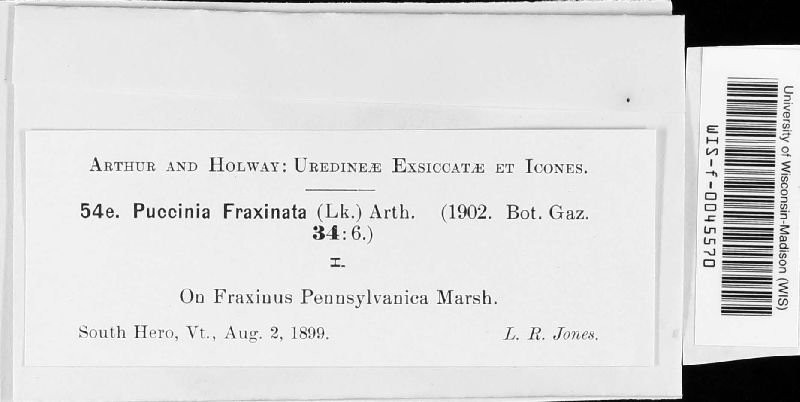 ARTHUR AND HOLWAY: UREDINEÆ EXSICCATÆ ET ICONES.
54e. Puccinia Fraxinata (Lk.) Arth. (1902. Bot. Gaz.
34:6.)
I.
On Fraxinus Pennsylvanica Marsh.
South Hero, Vt., Aug. 2, 1899. L. R. Jones.
University of Wisconsin-Madison (WIS)
WIS-f-0045570